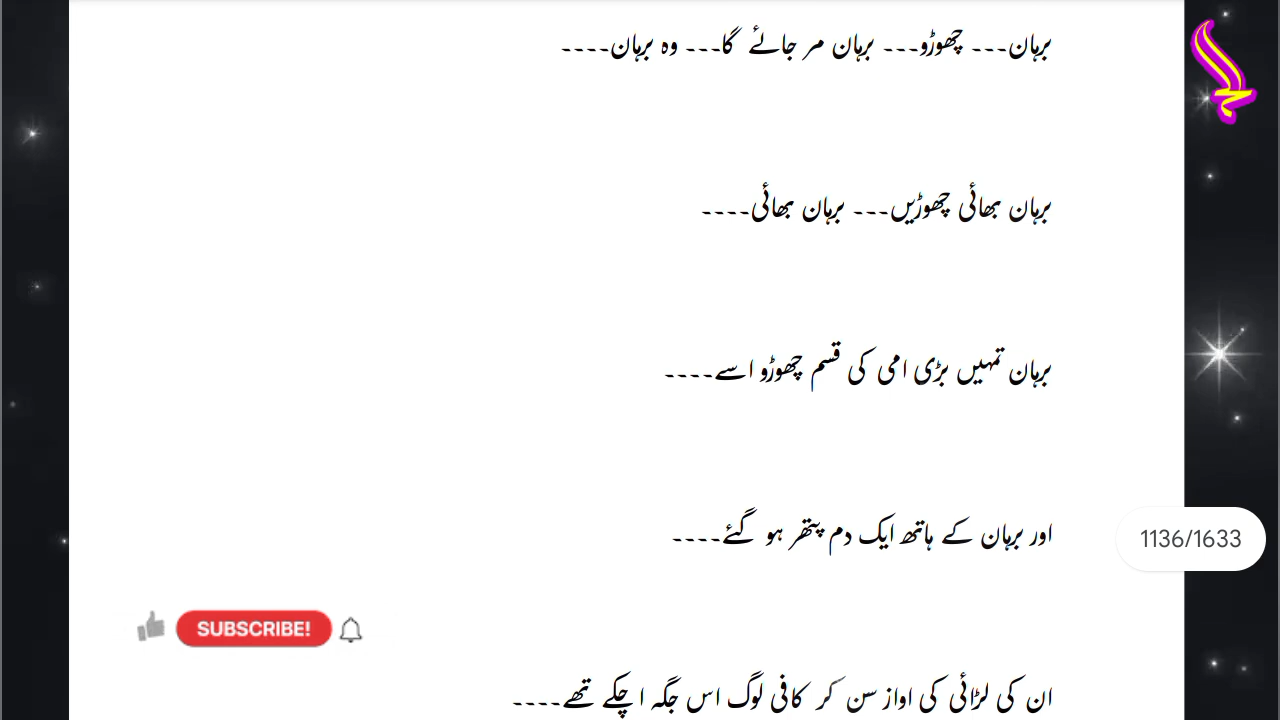 برہان۔۔۔ چھوڑو۔۔۔ برہان مر جائے گا۔۔۔ وہ برہان۔۔۔۔
برہان بھائی چھوڑیں۔۔۔ برہان بھائی۔۔۔۔
برہان تمہیں بڑی امی کی قسم چھوڑو اسے۔۔۔۔
اور برہان کے ہاتھ ایک دم پتھر ہو گئے۔۔۔۔
1136/1633
SUBSCRIBE!
ان کی لڑائی کی اواز سن کر کافی لوگ اس جگہ ا چکے تھے۔۔۔۔